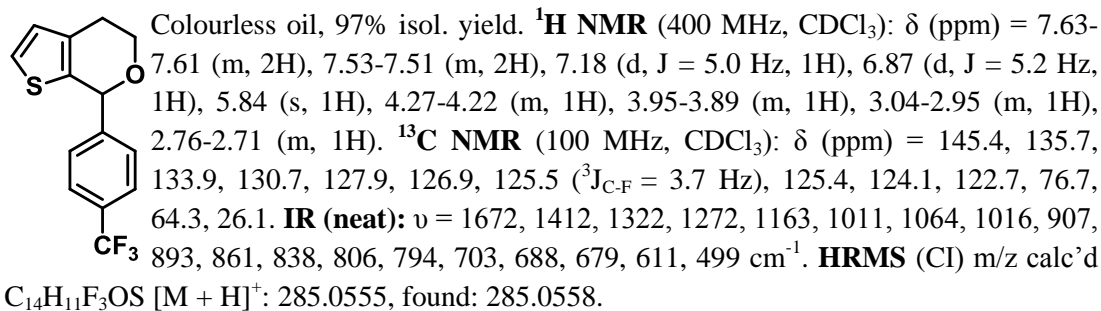 Colourless oil, 97% isol. yield. ¹H NMR (400 MHz, CDCl₃): δ (ppm) = 7.63-
7.61 (m, 2H), 7.53-7.51 (m, 2H), 7.18 (d, J = 5.0 Hz, 1H), 6.87 (d, J = 5.2 Hz,
1H), 5.84 (s, 1H), 4.27-4.22 (m, 1H), 3.95-3.89 (m, 1H), 3.04-2.95 (m, 1H),
2.76-2.71 (m, 1H). ¹³C NMR (100 MHz, CDCl₃): δ (ppm) = 145.4, 135.7,
133.9, 130.7, 127.9, 126.9, 125.5 (³J_C-F = 3.7 Hz), 125.4, 124.1, 122.7, 76.7,
64.3, 26.1. IR (neat): υ = 1672, 1412, 1322, 1272, 1163, 1011, 1064, 1016, 907,
893, 861, 838, 806, 794, 703, 688, 679, 611, 499 cm⁻¹. HRMS (CI) m/z calc'd
C₁₄H₁₁F₃OS [M + H]⁺: 285.0555, found: 285.0558.
O
S
CF₃